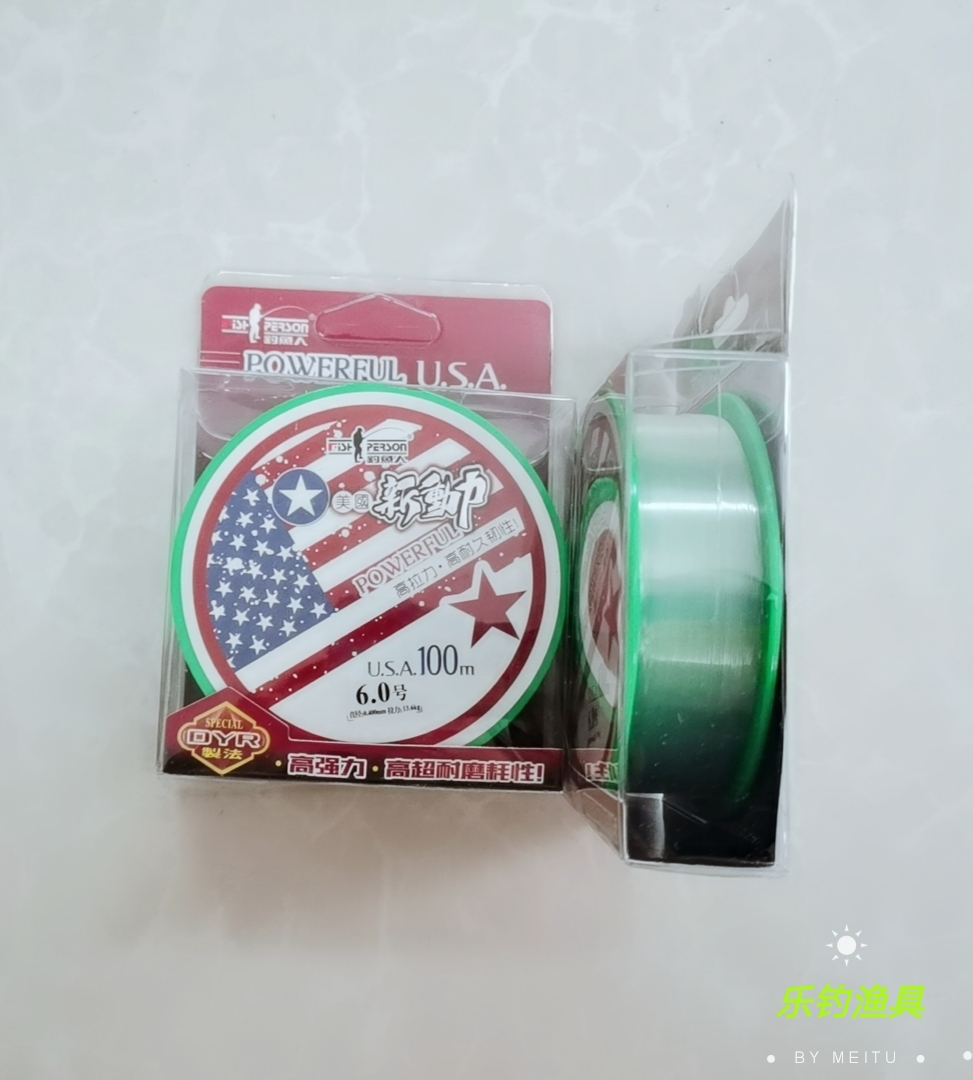 FISH PERSON
釣魚人
POWERFUL U.S.A.
FISH PERSON
釣魚人
美國 新動力
POWERFUL
高拉力·高耐久韧性!
U.S.A.100m
6.0号
SPECIAL
DYR
製法
·高强力·高超耐磨耗性!
乐钓渔具
BY MEITU